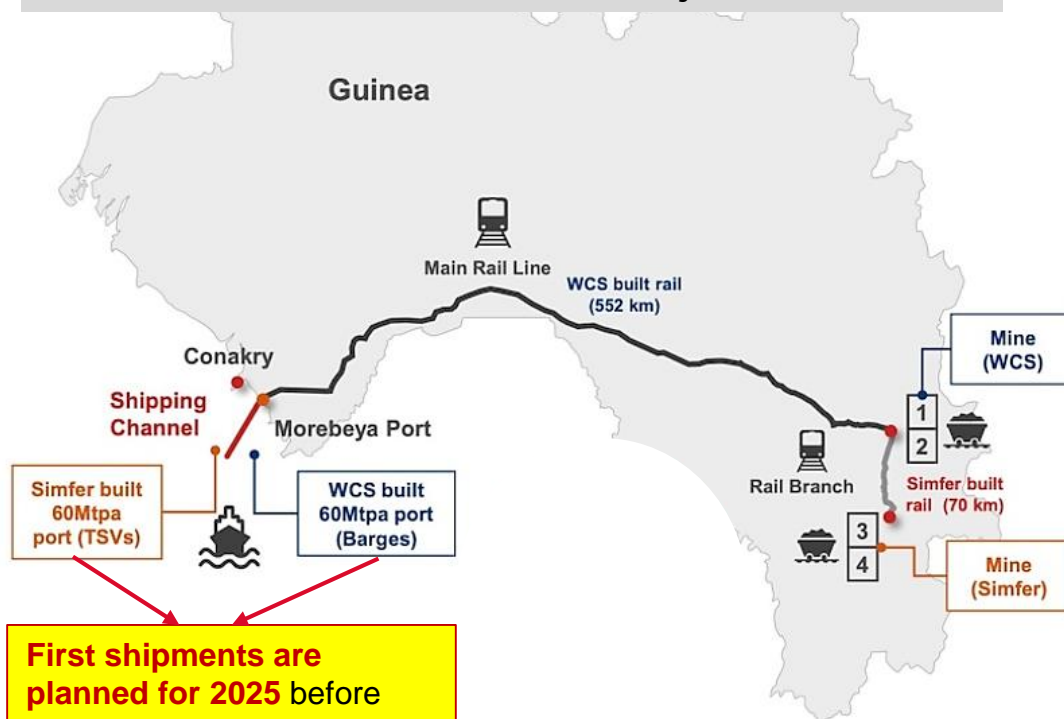 Guinea
Main Rail Line
WCS built rail
(552 km)
Mine
(WCS)
Conakry
1
2
Shipping
Channel
Morebeya Port
Rail Branch
Simfer built
rail (70 km)
Simfer built
60Mtpa
port (TSVs)
WCS built
60Mtpa port
(Barges)
3
4
Mine
(Simfer)
First shipments are
planned for 2025 before